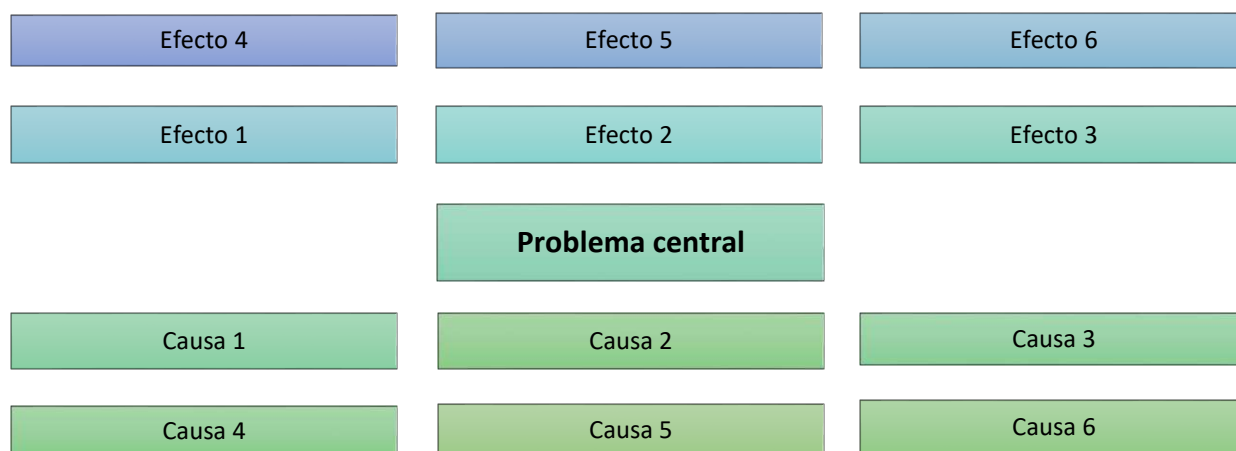 Efecto 4
Efecto 5
Efecto 6
Efecto 1
Efecto 2
Efecto 3
Problema central
Causa 1
Causa 2
Causa 3
Causa 4
Causa 5
Causa 6